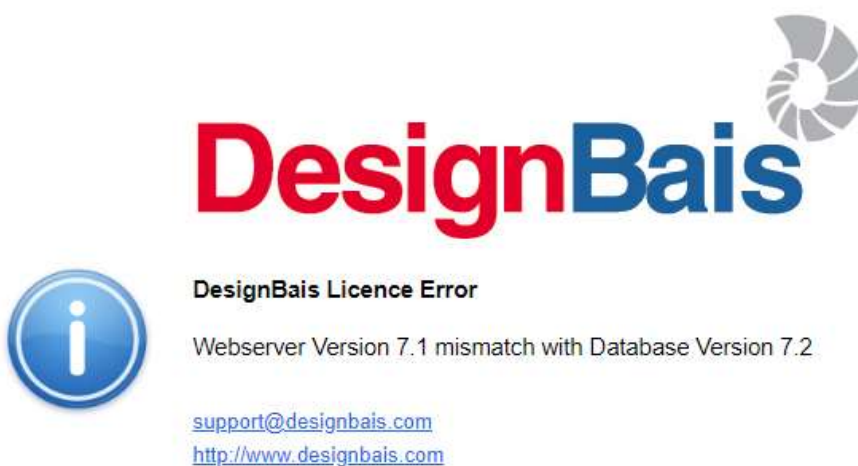 DesignBais
DesignBais Licence Error
Webserver Version 7.1 mismatch with Database Version 7.2
support@designbais.com
http://www.designbais.com